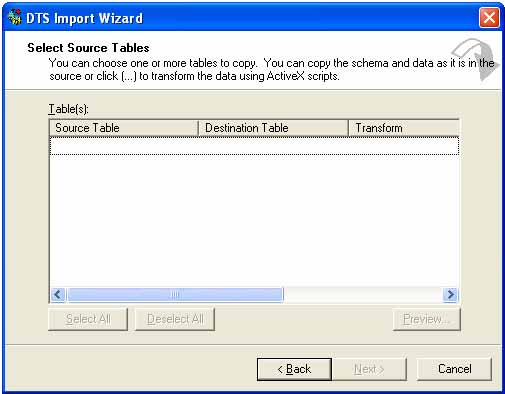 DTS Import Wizard
Select Source Tables
You can choose one or more tables to copy. You can copy the schema and data as it is in the
source or click (...) to transform the data using ActiveX scripts.
Table(s):
Source Table Destination Table Transform
Select All Deselect All Preview...
< Back Next > Cancel